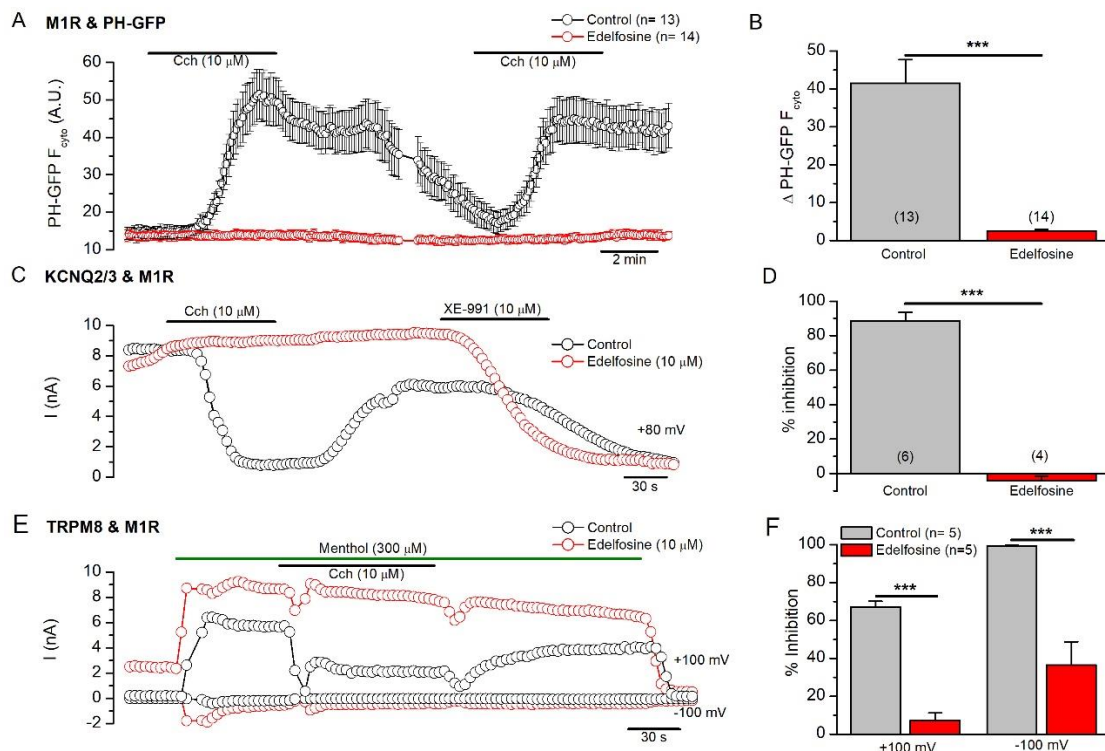 A M1R & PH-GFP
Control (n= 13)
Edelfosine (n= 14)
Cch (10 μM)
Cch (10 μM)
PH-GFP Fcyto (A.U.)
60
50
40
30
20
10
2 min
B
***
Δ PH-GFP Fcyto
50
40
30
20
10
0
(13)
(14)
Control
Edelfosine
C KCNQ2/3 & M1R
Cch (10 μM)
XE-991 (10 μM)
Control
Edelfosine (10 μM)
I (nA)
10
8
6
4
2
0
+80 mV
30 s
D
***
% inhibition
100
80
60
40
20
0
(6)
(4)
Control
Edelfosine
E TRPM8 & M1R
Control
Edelfosine (10 μM)
Menthol (300 μM)
Cch (10 μM)
I (nA)
10
8
6
4
2
0
-2
+100 mV
-100 mV
30 s
F
Control (n= 5)
Edelfosine (n=5)
***
***
% Inhibition
100
80
60
40
20
0
+100 mV
-100 mV